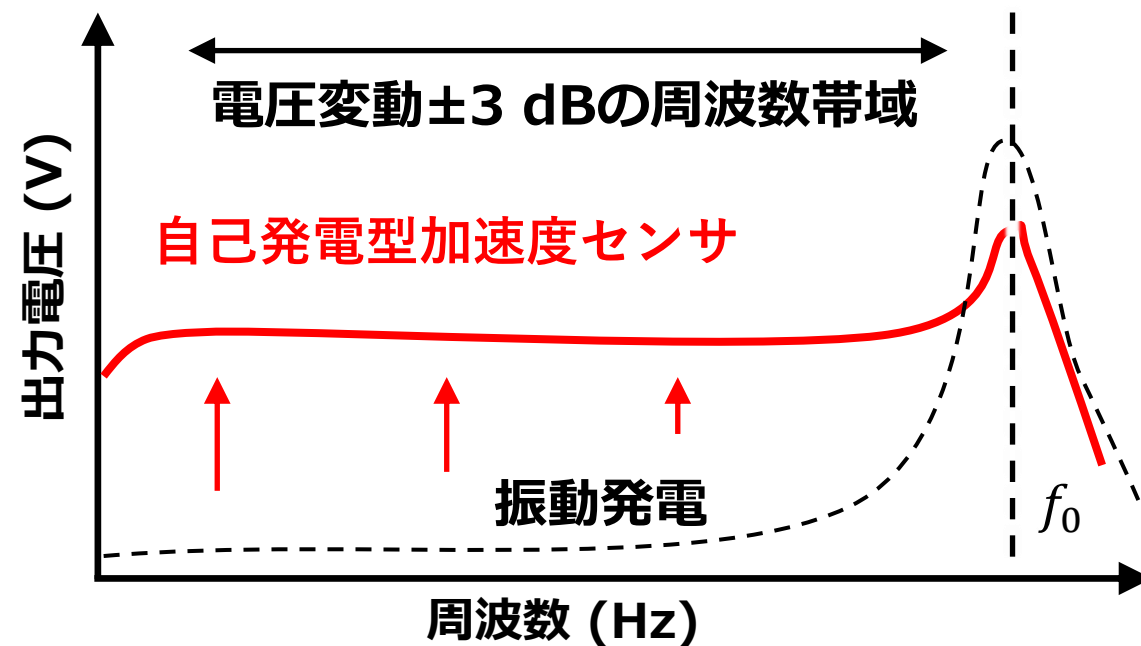 電圧変動±3 dBの周波数帯域
出力電圧 (V)
自己発電型加速度センサ
振動発電
f₀
周波数 (Hz)